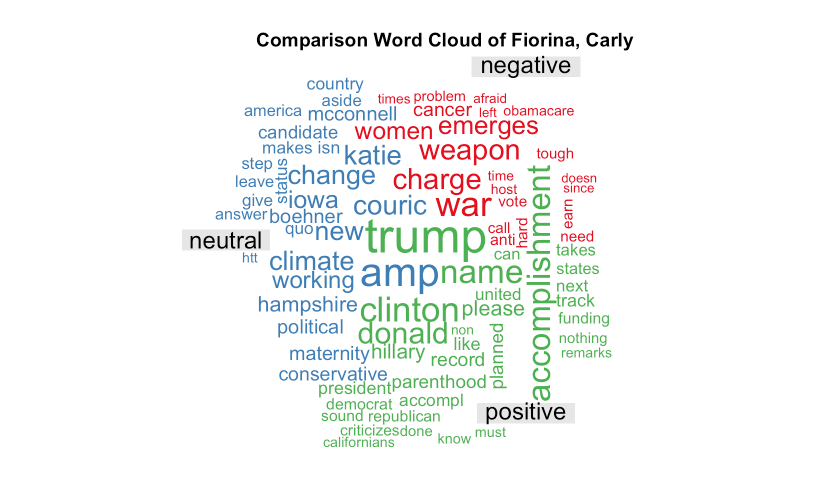 Comparison Word Cloud of Fiorina, Carly
negative
country
aside
times
problem
afraid
america
mcconnell
cancer
left
obamacare
candidate
women
emerges
makes
isn
katie
weapon
tough
step
status
change
charge
time
doesn
leave
host
since
give
iowa
couric
war
vote
accomplishment
earn
answer
boehner
quo
new
trump
call
hard
anti
need
neutral
can
takes
htt
climate
amp
name
states
working
next
united
hampshire
clinton
please
track
political
donald
non
funding
like
planned
nothing
maternity
hillary
record
remarks
conservative
president
parenthood
democrat
accompl
sound
republican
positive
criticizes
done
know
must
californians